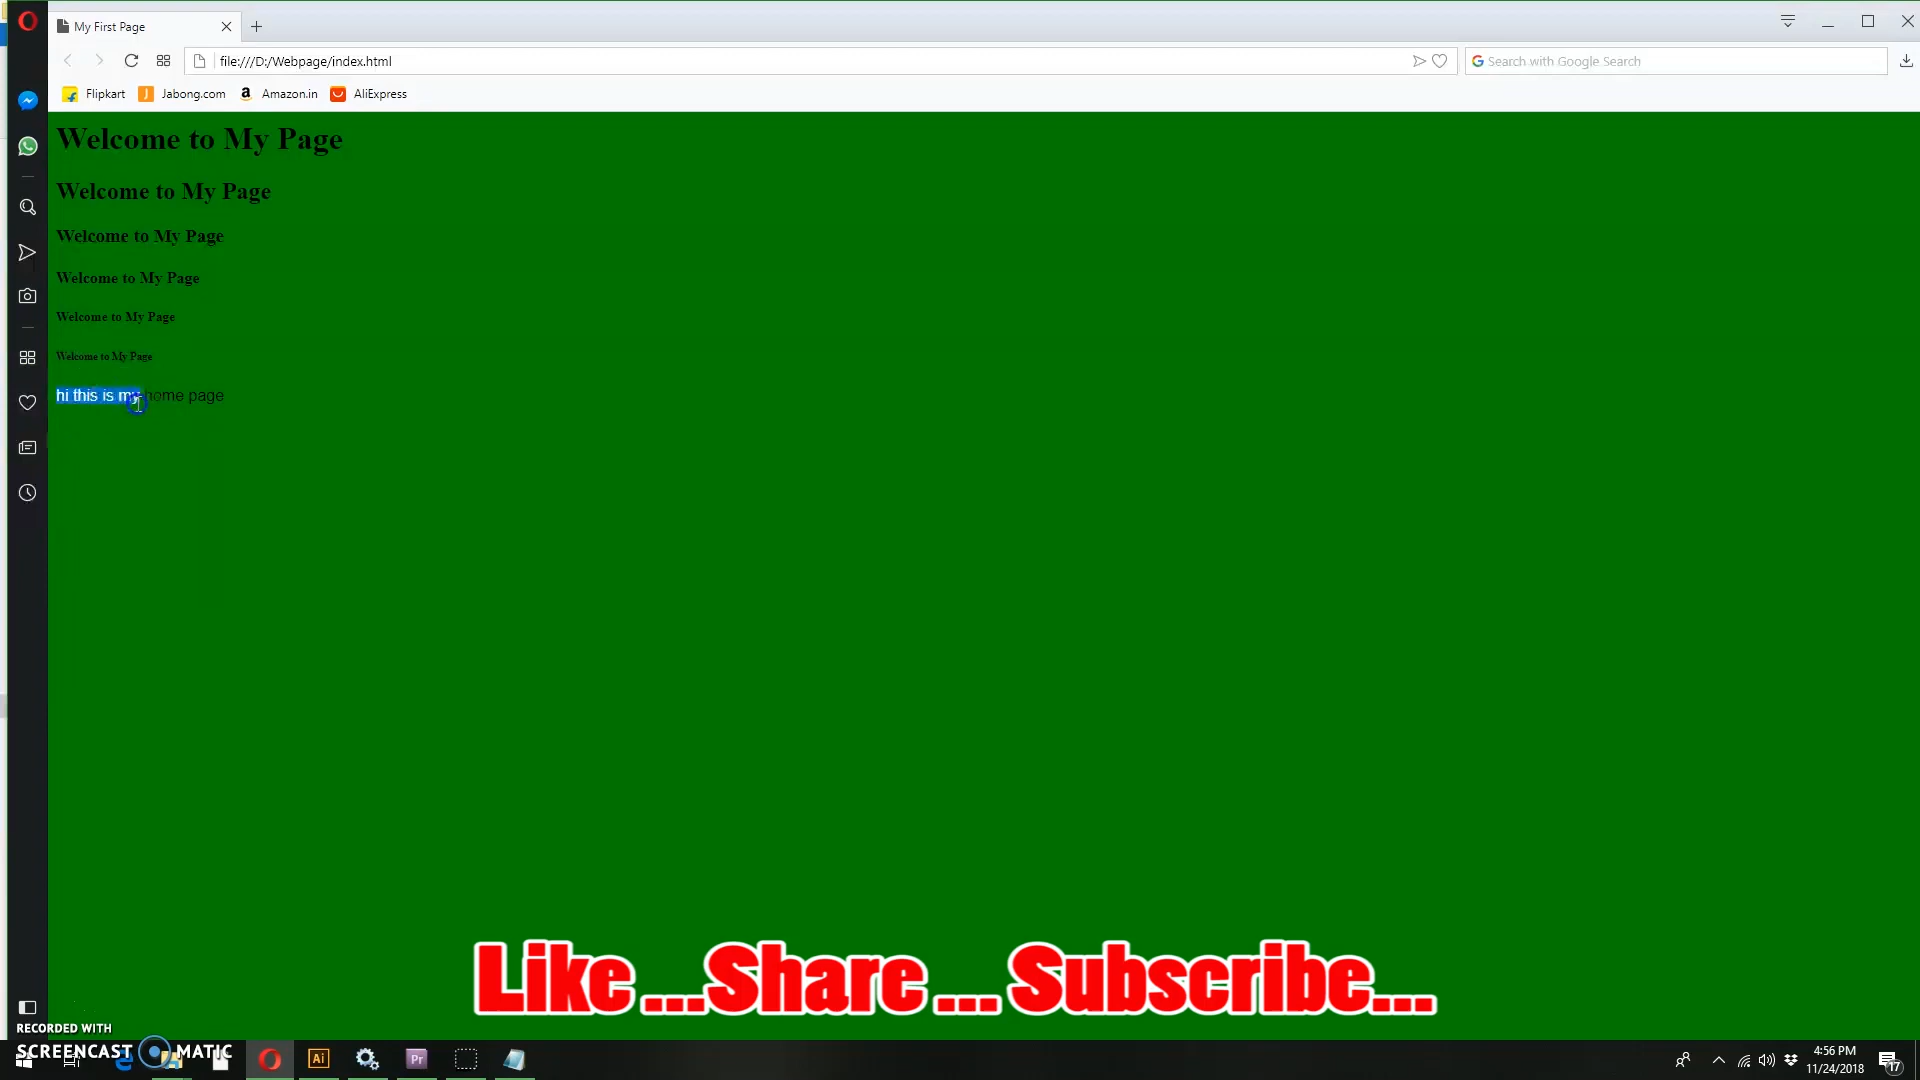 My First Page
file:///D:/Webpage/index.html
Search with Google Search
Flipkart Jabong.com Amazon.in AliExpress
Welcome to My Page
Welcome to My Page
Welcome to My Page
Welcome to My Page
Welcome to My Page
Welcome to My Page
hi this is my home page
Like ...Share ... Subscribe...
RECORDED WITH
SCREENCAST MATIC
Ai
Pr
4:56 PM
11/24/2018
17